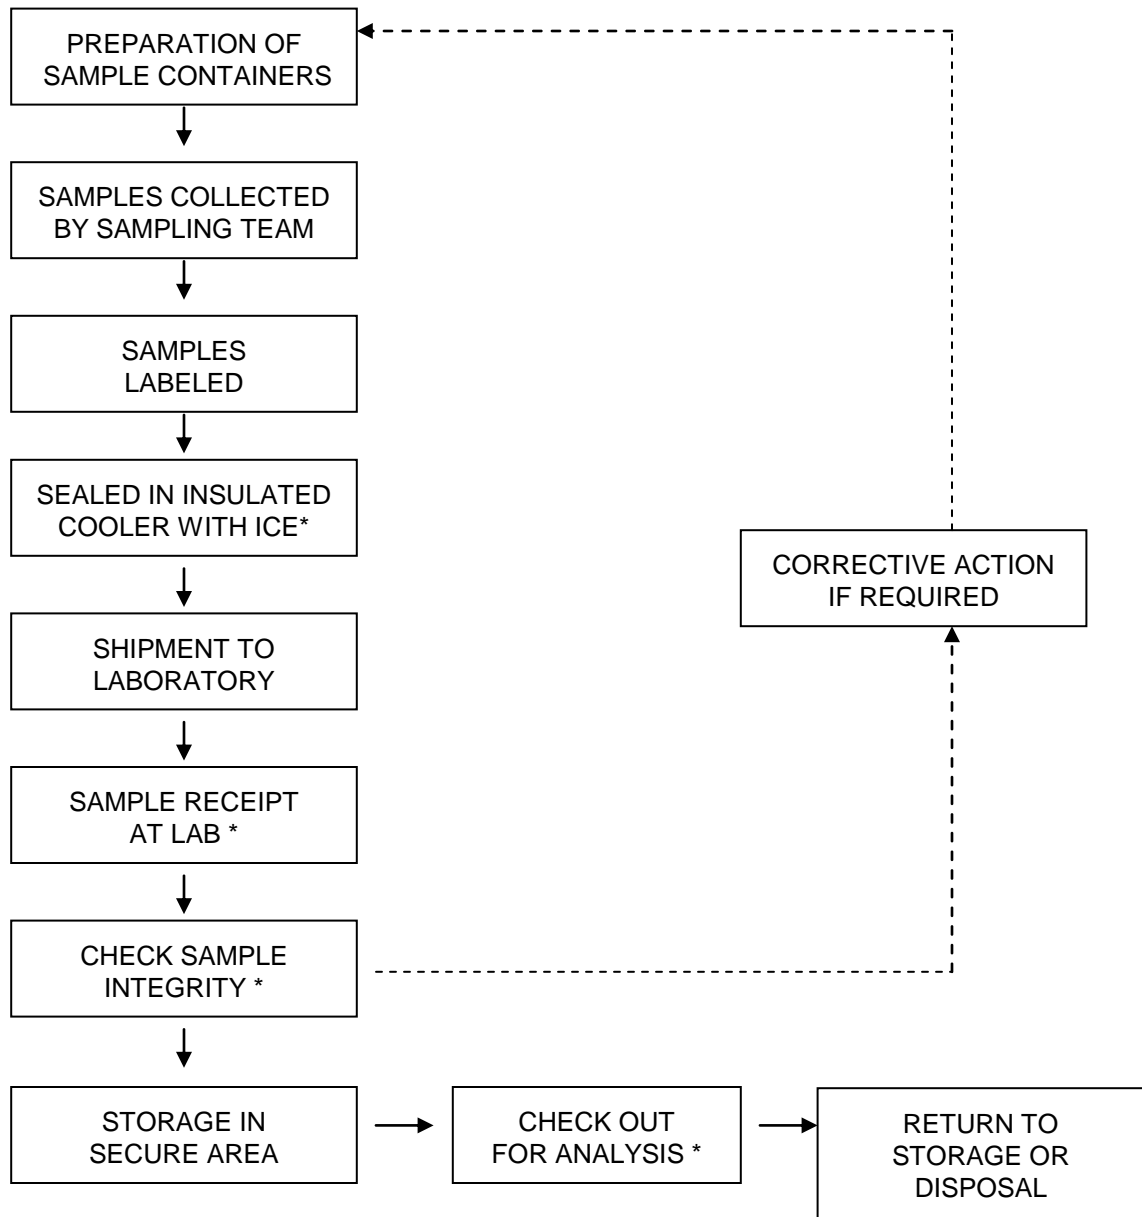 PREPARATION OF
SAMPLE CONTAINERS
SAMPLES COLLECTED
BY SAMPLING TEAM
SAMPLES
LABELED
SEALED IN INSULATED
COOLER WITH ICE*
CORRECTIVE ACTION
IF REQUIRED
SHIPMENT TO
LABORATORY
SAMPLE RECEIPT
AT LAB *
CHECK SAMPLE
INTEGRITY *
STORAGE IN
SECURE AREA
CHECK OUT
FOR ANALYSIS *
RETURN TO
STORAGE OR
DISPOSAL